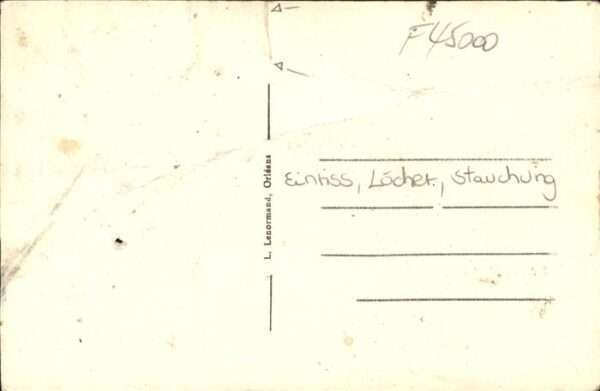 F45000
Einriss, Löcher, Stauchung
L. Lenormand, Orléans